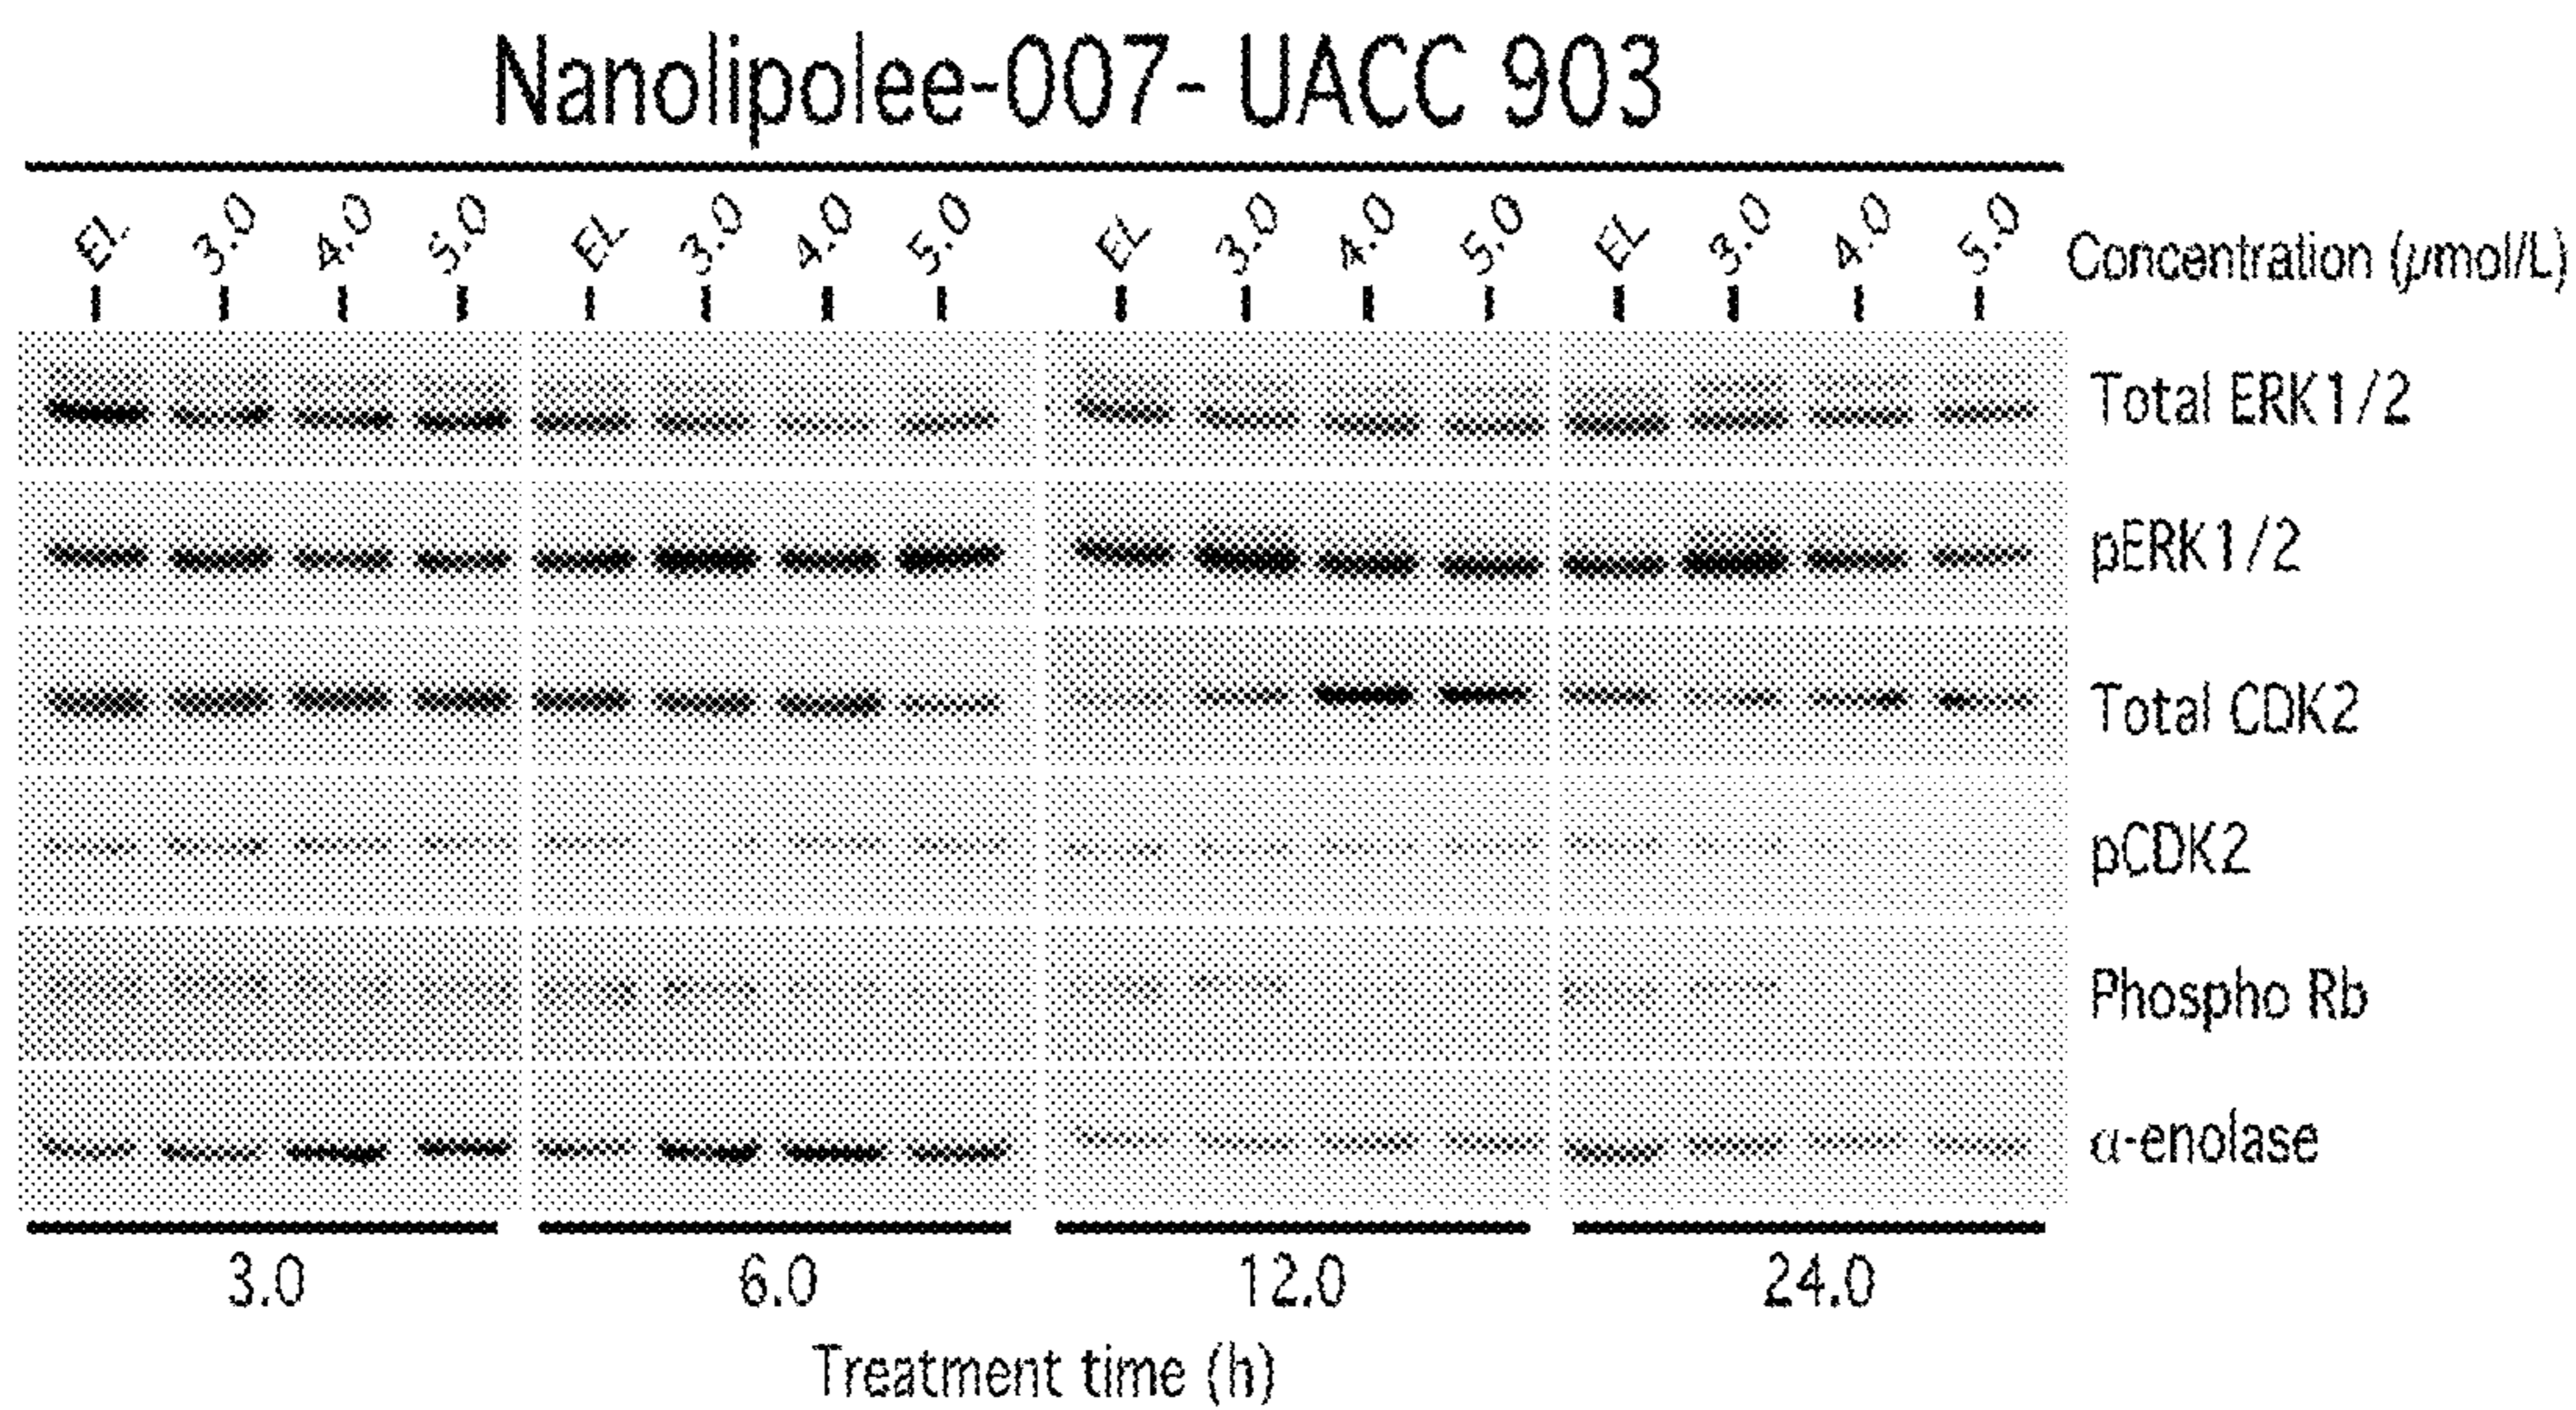 Nanolipolee-007- UACC 903
EL 3.0 4.0 5.0 EL 3.0 4.0 5.0 EL 3.0 4.0 5.0 EL 3.0 4.0 5.0 Concentration (μmol/L)
Total ERK1/2
pERK1/2
Total CDK2
pCDK2
Phospho Rb
α-enolase
3.0 6.0 12.0 24.0
Treatment time (h)